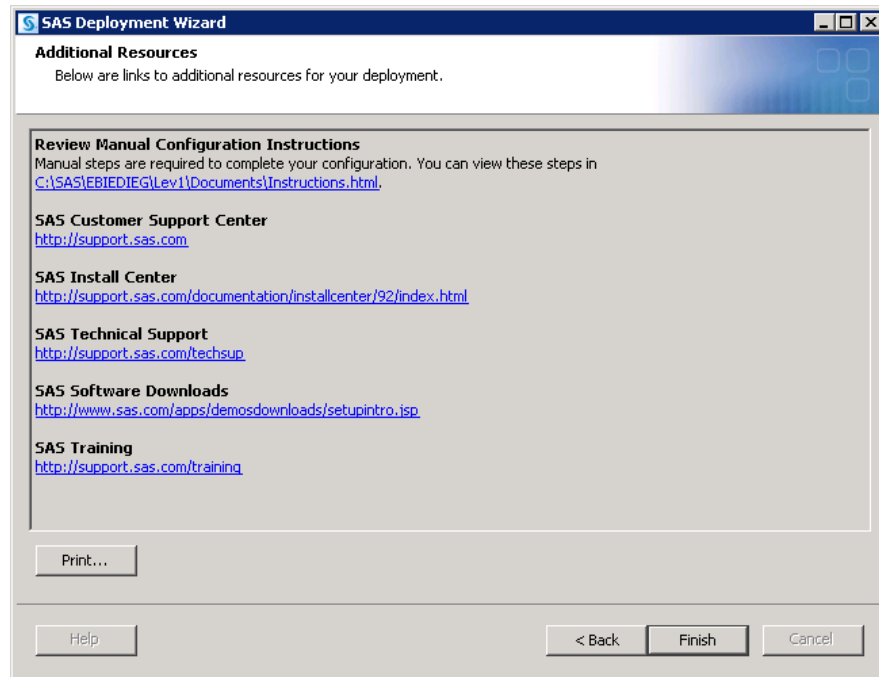 SAS Deployment Wizard
Additional Resources
Below are links to additional resources for your deployment.
Review Manual Configuration Instructions
Manual steps are required to complete your configuration. You can view these steps in
C:\SAS\EBIEDIEG\Lev1\Documents\Instructions.html.
SAS Customer Support Center
http://support.sas.com
SAS Install Center
http://support.sas.com/documentation/installcenter/92/index.html
SAS Technical Support
http://support.sas.com/techsup
SAS Software Downloads
http://www.sas.com/apps/demosdownloads/setupintro.jsp
SAS Training
http://support.sas.com/training
Print...
Help
< Back
Finish
Cancel